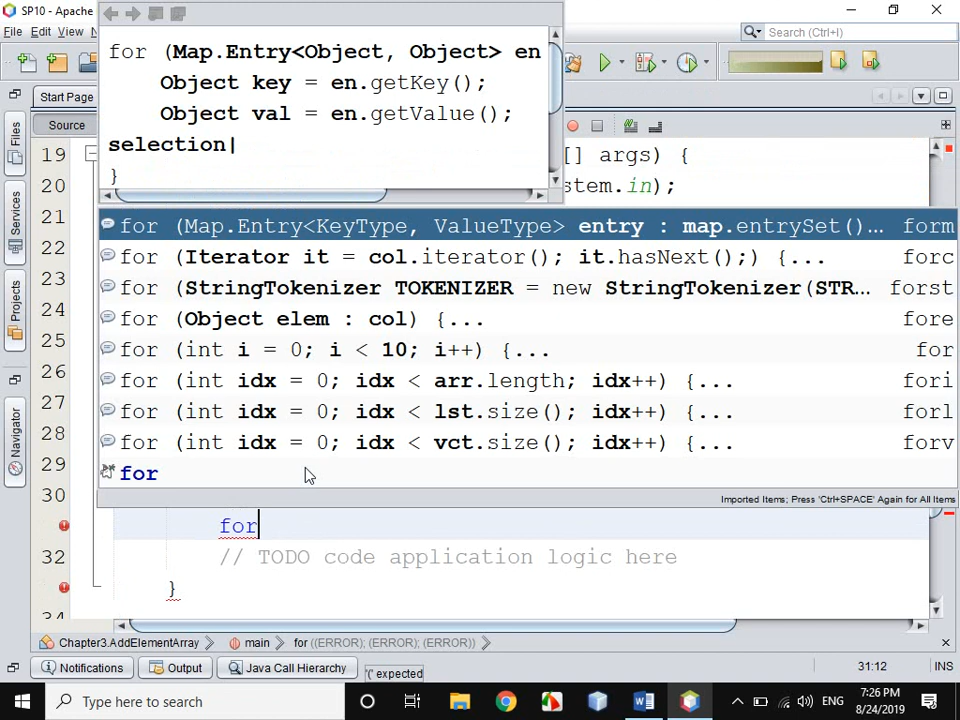 SP10 - Apache
File Edit View
Search (Ctrl+I)
Start Page
Source
for (Map.Entry<Object, Object> en
Object key = en.getKey();
Object val = en.getValue();
selection
}
[] args) {
stem.in);
Files
Services
Projects
Navigator
19
20
21
22
23
24
25
26
27
28
29
30
32
34
for (Map.Entry<KeyType, ValueType> entry : map.entrySet()... form
for (Iterator it = col.iterator(); it.hasNext();) {... forc
for (StringTokenizer TOKENIZER = new StringTokenizer(STR... forst
for (Object elem : col) {... fore
for (int i = 0; i < 10; i++) {... for
for (int idx = 0; idx < arr.length; idx++) {... fori
for (int idx = 0; idx < lst.size(); idx++) {... forl
for (int idx = 0; idx < vct.size(); idx++) {... forv
for
Imported Items; Press 'Ctrl+SPACE' Again for All Items
for
// TODO code application logic here
}
Chapter3.AddElementArray main for ((ERROR); (ERROR); (ERROR))
Notifications Output Java Call Hierarchy '(' expected 31:12 INS
Type here to search
ENG
7:26 PM
8/24/2019